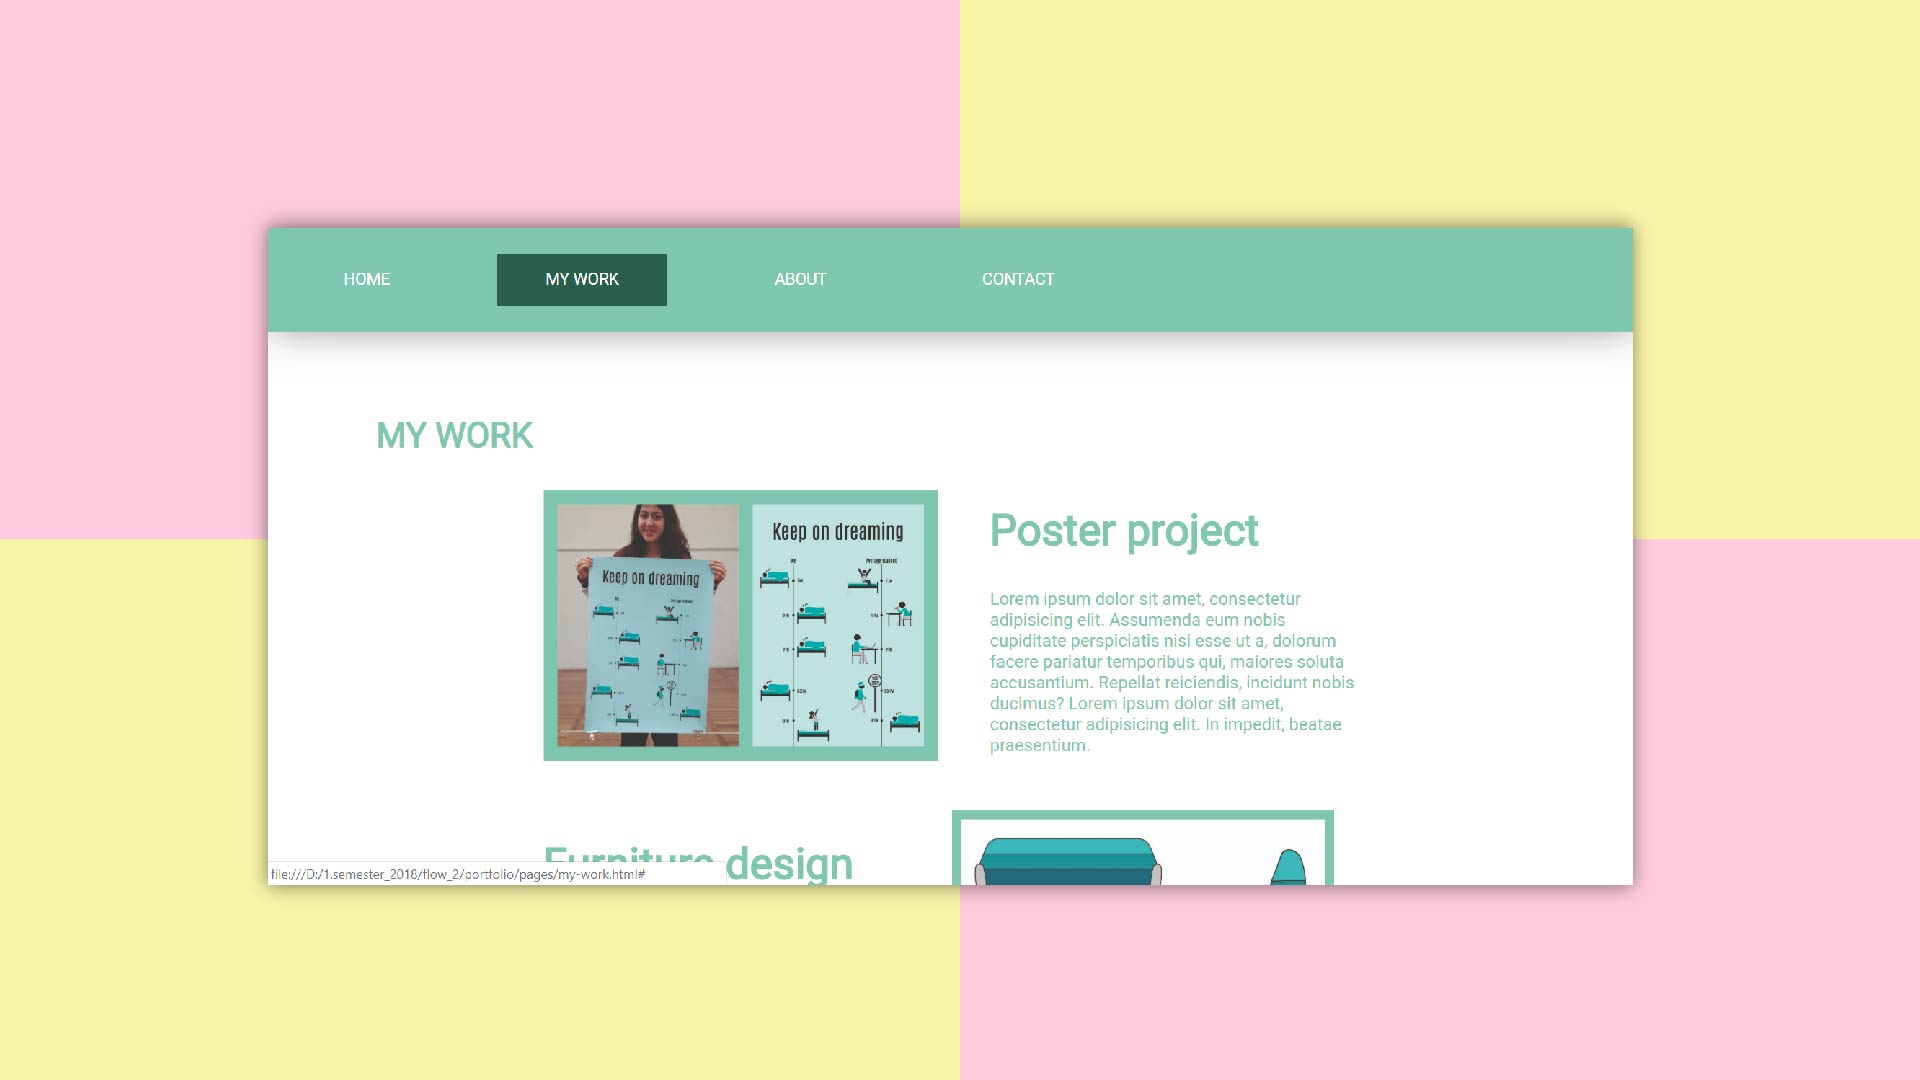 HOME MY WORK ABOUT CONTACT
MY WORK
Keep on dreaming
Keep on dreaming
Me
Average student
Poster project
Lorem ipsum dolor sit amet, consectetur
adipisicing elit. Assumenda eum nobis
cupiditate perspiciatis nisi esse ut a, dolorum
facere pariatur temporibus qui, maiores soluta
accusantium. Repellat reiciendis, incidunt nobis
ducimus? Lorem ipsum dolor sit amet,
consectetur adipisicing elit. In impedit, beatae
praesentium.
Furniture design
file:///D:/1.semester_2018/flow_2/portfolio/pages/my-work.html#